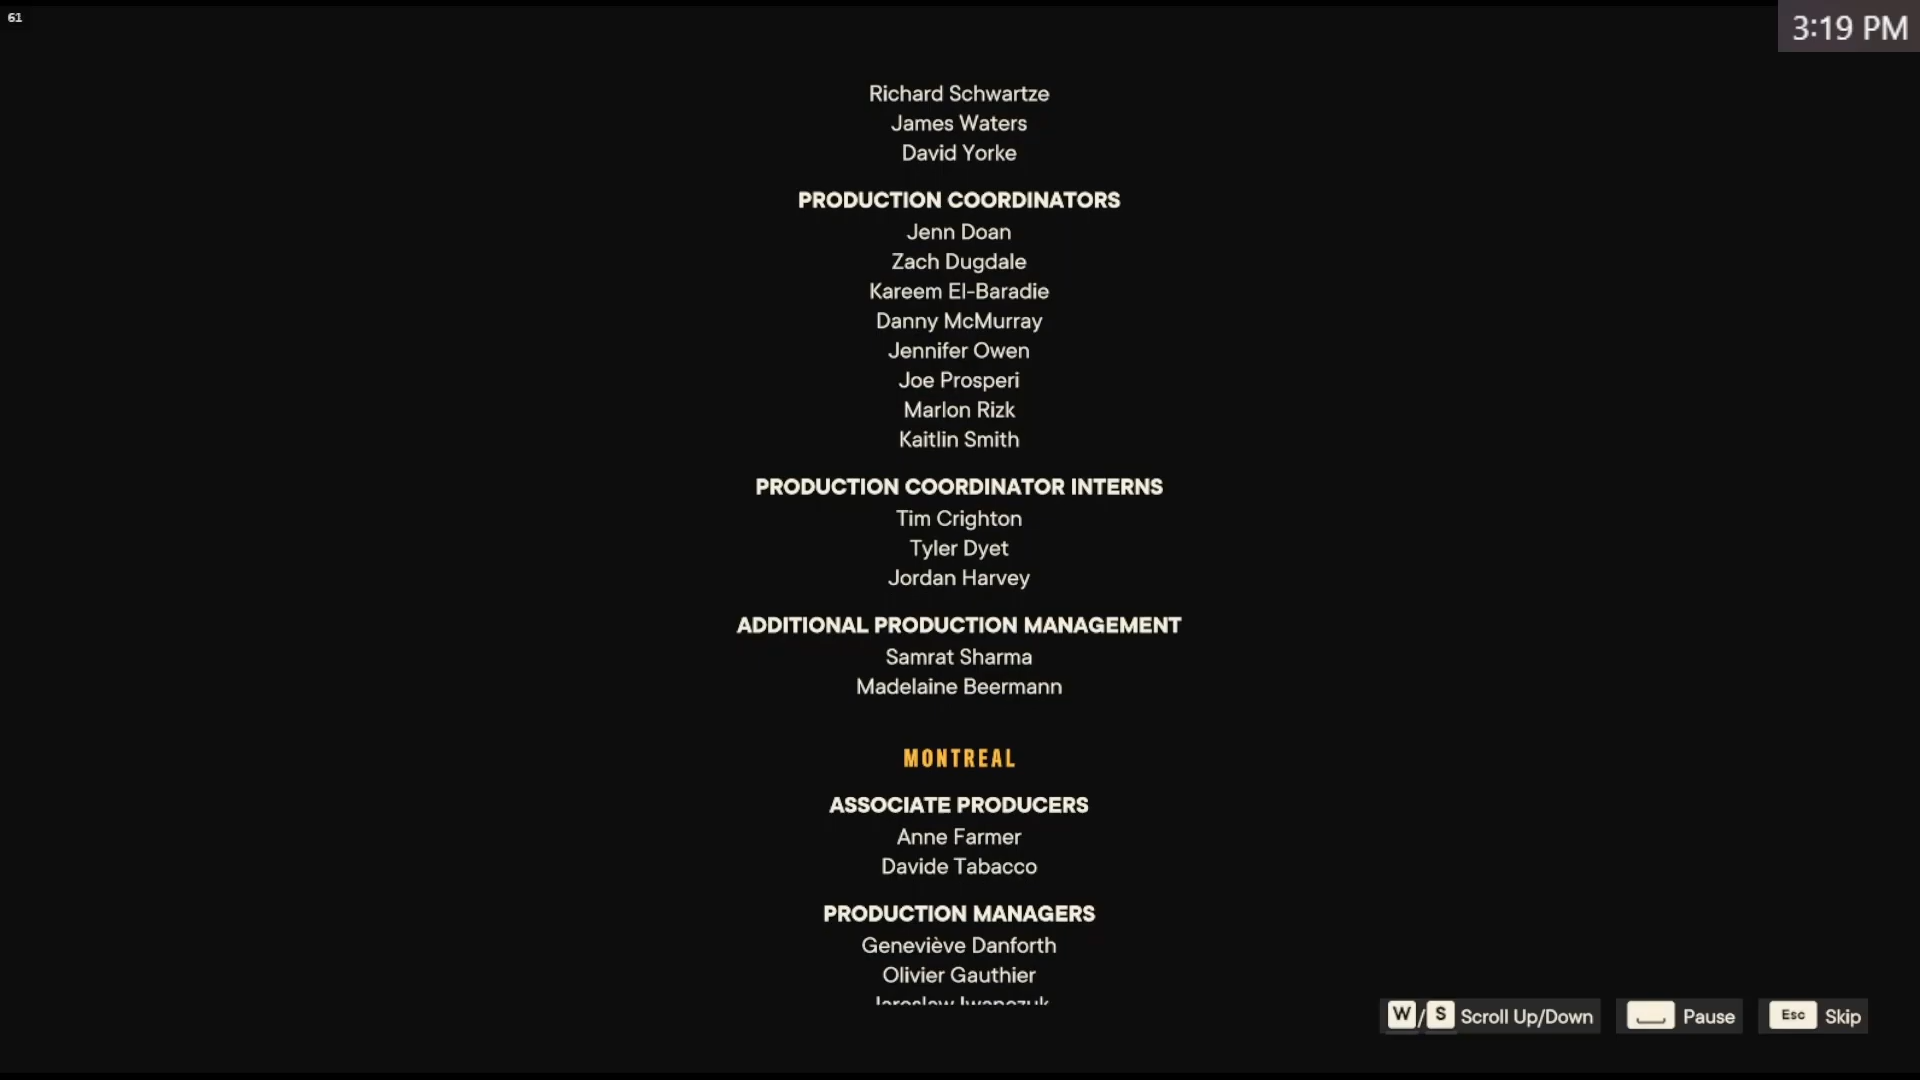 61
3:19 PM
Richard Schwartze
James Waters
David Yorke
PRODUCTION COORDINATORS
Jenn Doan
Zach Dugdale
Kareem El-Baradie
Danny McMurray
Jennifer Owen
Joe Prosperi
Marlon Rizk
Kaitlin Smith
PRODUCTION COORDINATOR INTERNS
Tim Crighton
Tyler Dyet
Jordan Harvey
ADDITIONAL PRODUCTION MANAGEMENT
Samrat Sharma
Madelaine Beermann
MONTREAL
ASSOCIATE PRODUCERS
Anne Farmer
Davide Tabacco
PRODUCTION MANAGERS
Geneviève Danforth
Olivier Gauthier
Jaroslaw Iwanczuk
W/S Scroll Up/Down Pause Esc Skip